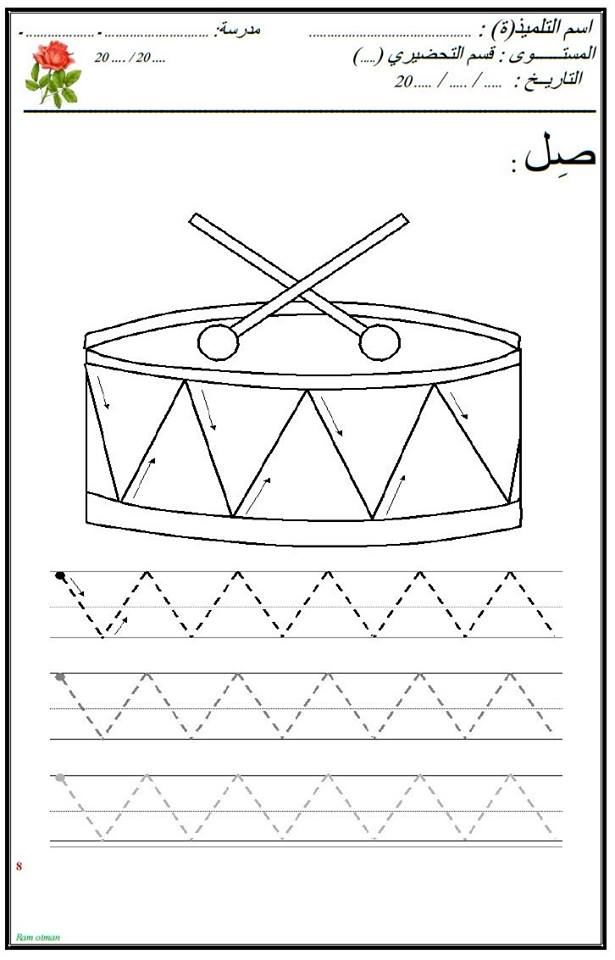 اسم التلميذ(ة) : ........................................ مدرسة: ........................... - .................. -
المستـــــوى : قسم التحضيري (.....) 20 .... / 20 ....
التاريـــخ : ..... / ..... / ..... 20
صِل :
8
Ram otman